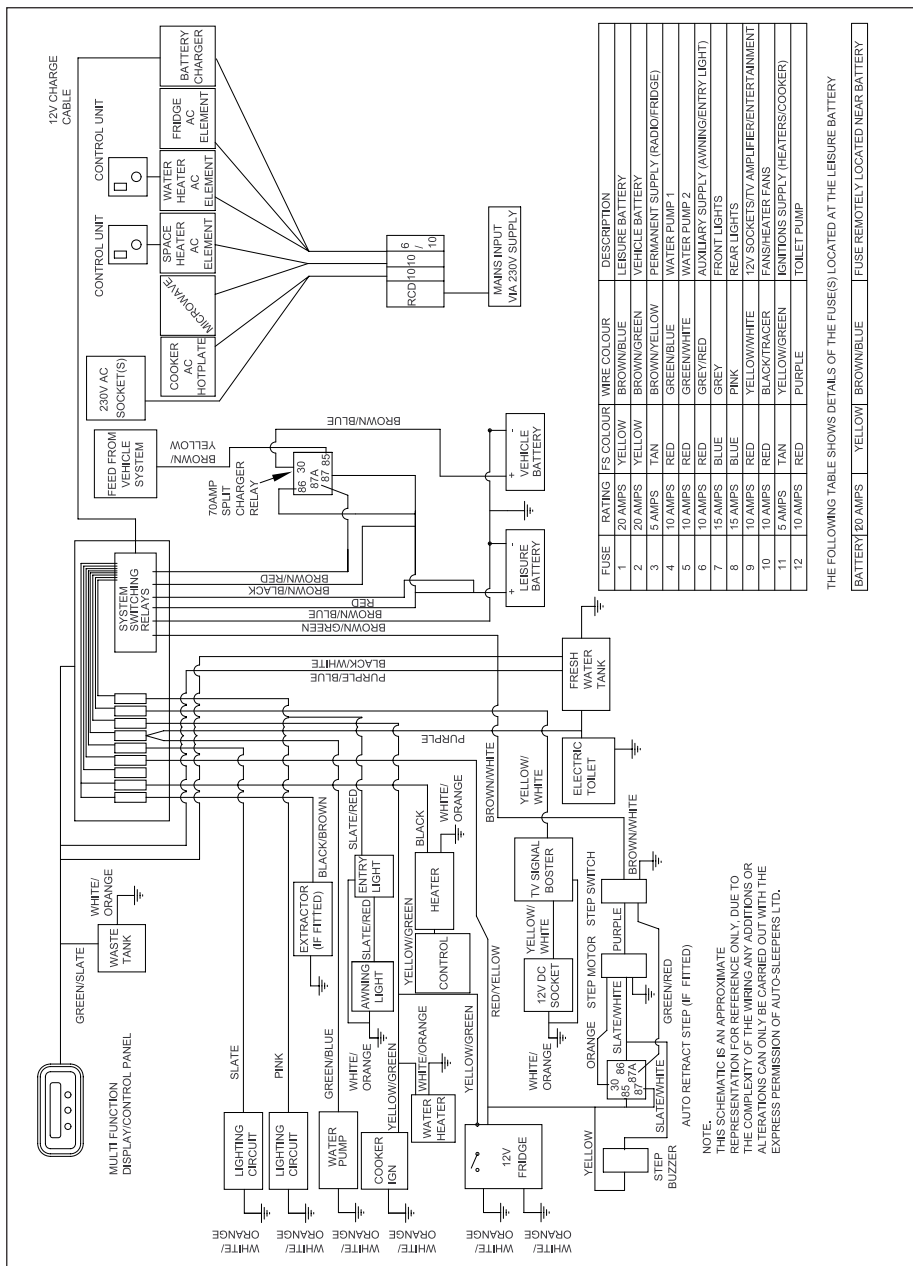 12V CHARGE
CABLE
CONTROL UNIT
CONTROL UNIT
BATTERY
CHARGER
FRIDGE
AC
ELEMENT
WATER
HEATER
AC
ELEMENT
SPACE
HEATER
AC
ELEMENT
MICROWAVE
COOKER
AC
HOTPLATE
230V AC
SOCKET(S)
RCD
10
10
6
/
10
MAINS INPUT
VIA 230V SUPPLY
FEED FROM
VEHICLE
SYSTEM
BROWN/
YELLOW
70AMP
SPLIT
CHARGER
RELAY
30
86
87A
87
85
BROWN/BLUE
VEHICLE
BATTERY
+
-
LEISURE
BATTERY
+
-
SYSTEM
SWITCHING
RELAYS
BROWN/RED
BROWN/BLACK
RED
BROWN/BLUE
BROWN/GREEN
BLACK/WHITE
PURPLE/BLUE
PURPLE
FRESH
WATER
TANK
ELECTRIC
TOILET
GREEN/SLATE
WASTE
TANK
WHITE/
ORANGE
MULTI FUNCTION
DISPLAY/CONTROL PANEL
SLATE
LIGHTING
CIRCUIT
WHITE/
ORANGE
PINK
LIGHTING
CIRCUIT
WHITE/
ORANGE
BLACK/BROWN
EXTRACTOR
(IF FITTED)
GREEN/BLUE
WATER
PUMP
WHITE/
ORANGE
SLATE/RED
ENTRY
LIGHT
SLATE/RED
AWNING
LIGHT
WHITE/
ORANGE
YELLOW/GREEN
COOKER
IGN
WHITE/
ORANGE
YELLOW/GREEN
BLACK
HEATER
WHITE/
ORANGE
CONTROL
WATER
HEATER
WHITE/ORANGE
YELLOW/GREEN
RED/YELLOW
12V
FRIDGE
WHITE/
ORANGE
WHITE/
ORANGE
YELLOW/
WHITE
TV SIGNAL
BOSTER
YELLOW/
WHITE
12V DC
SOCKET
WHITE/
ORANGE
BROWN/WHITE
BROWN/WHITE
STEP SWITCH
PURPLE
STEP MOTOR
ORANGE
SLATE/WHITE
GREEN/RED
30
86
85
87A
87
SLATE/WHITE
YELLOW
STEP
BUZZER
AUTO RETRACT STEP (IF FITTED)
NOTE.
THIS SCHEMATIC IS AN APPROXIMATE
REPRESENTATION FOR REFERENCE ONLY, DUE TO
THE COMPLEXITY OF THE WIRING ANY ADDITIONS OR
ALTERATIONS CAN ONLY BE CARRIED OUT WITH THE
EXPRESS PERMISSION OF AUTO-SLEEPERS LTD.
FUSE RATING FS COLOUR WIRE COLOUR DESCRIPTION
1 20 AMPS YELLOW BROWN/BLUE LEISURE BATTERY
2 20 AMPS YELLOW BROWN/GREEN VEHICLE BATTERY
3 5 AMPS TAN BROWN/YELLOW PERMANENT SUPPLY (RADIO/FRIDGE)
4 10 AMPS RED GREEN/BLUE WATER PUMP 1
5 10 AMPS RED GREEN/WHITE WATER PUMP 2
6 10 AMPS RED GREY/RED AUXILIARY SUPPLY (AWNING/ENTRY LIGHT)
7 15 AMPS BLUE GREY FRONT LIGHTS
8 15 AMPS BLUE PINK REAR LIGHTS
9 10 AMPS RED YELLOW/WHITE 12V SOCKETS/TV AMPLIFIER/ENTERTAINMENT
10 10 AMPS RED BLACK/TRACER FANS/HEATER FANS
11 5 AMPS TAN YELLOW/GREEN IGNITIONS SUPPLY (HEATERS/COOKER)
12 10 AMPS RED PURPLE TOILET PUMP
THE FOLLOWING TABLE SHOWS DETAILS OF THE FUSE(S) LOCATED AT THE LEISURE BATTERY
BATTERY 20 AMPS YELLOW BROWN/BLUE FUSE REMOTELY LOCATED NEAR BATTERY